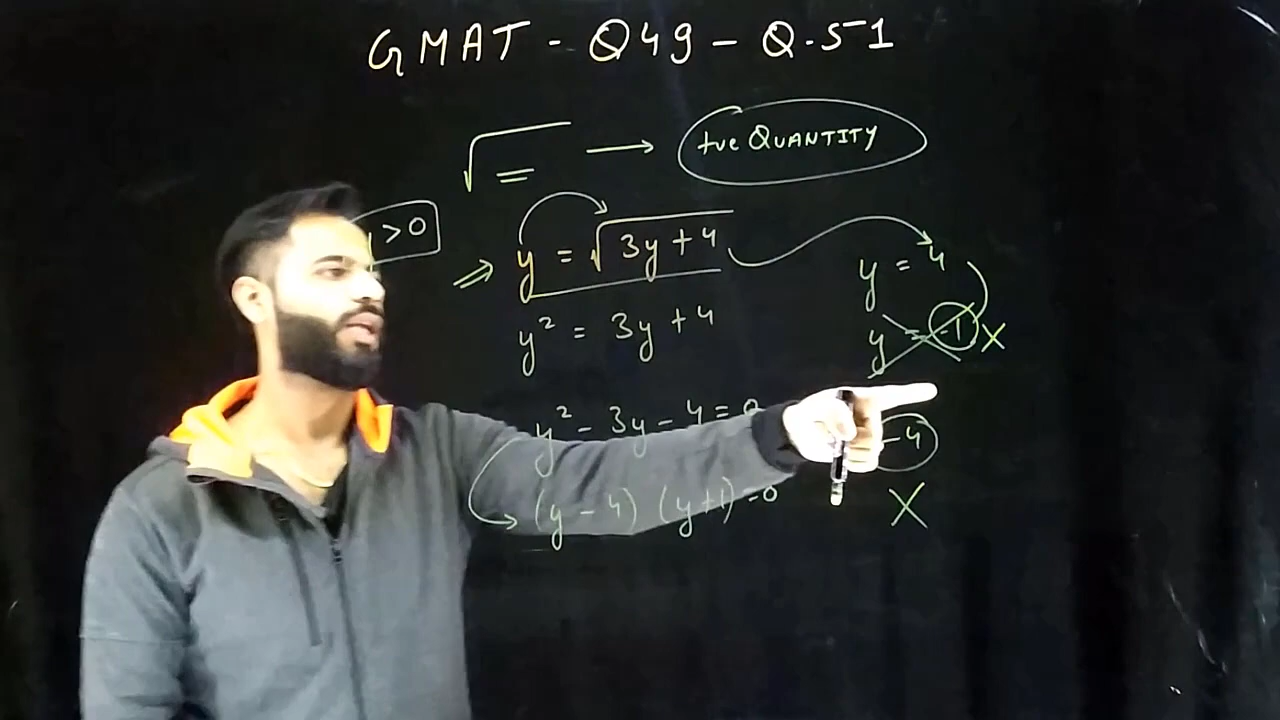 GMAT - Q49 - Q.51
√= → +ve QUANTITY
> 0
⇒ y = √3y + 4
y = 4
y² = 3y + 4
y = -1 X
y² - 3y - 4 = 0
-4
(y - 4) (y+1) = 0
X